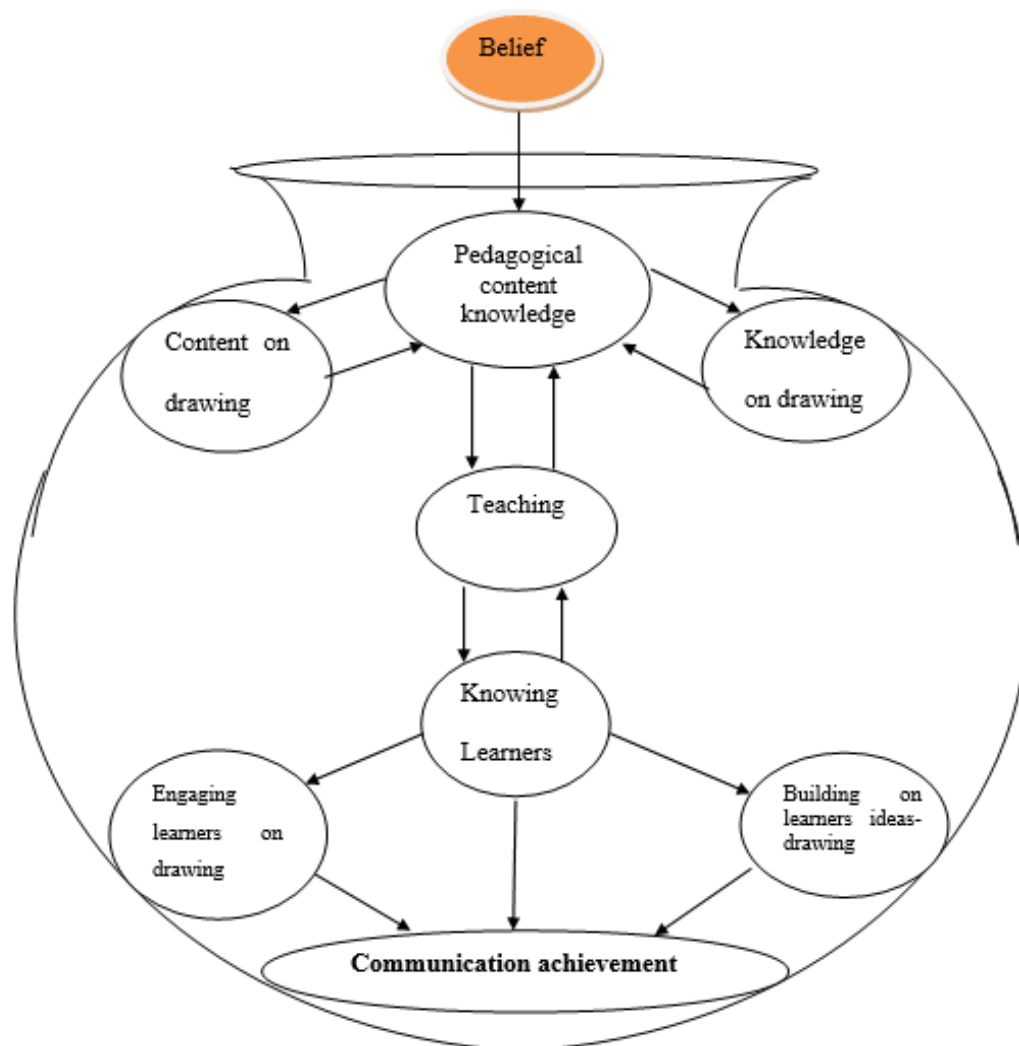 Belief
Pedagogical
content
knowledge
Content on
drawing
Knowledge
on drawing
Teaching
Knowing
Learners
Engaging
learners on
drawing
Building on
learners ideas-
drawing
Communication achievement